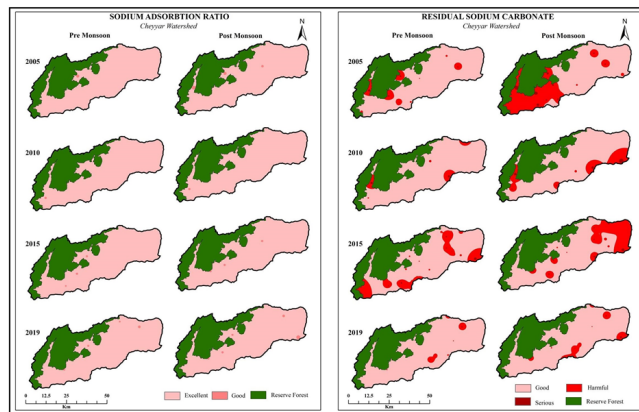 SODIUM ADSORBTION RATIO
Cheyyar Watershed
Pre Monsoon
Post Monsoon
N
2005
2010
2015
2019
0 12.5 25 50
Km
Excellent
Good
Reserve Forest
RESIDUAL SODIUM CARBONATE
Cheyyar Watershed
Pre Monsoon
Post Monsoon
N
2005
2010
2015
2019
0 12.5 25 50
Km
Good
Harmful
Serious
Reserve Forest